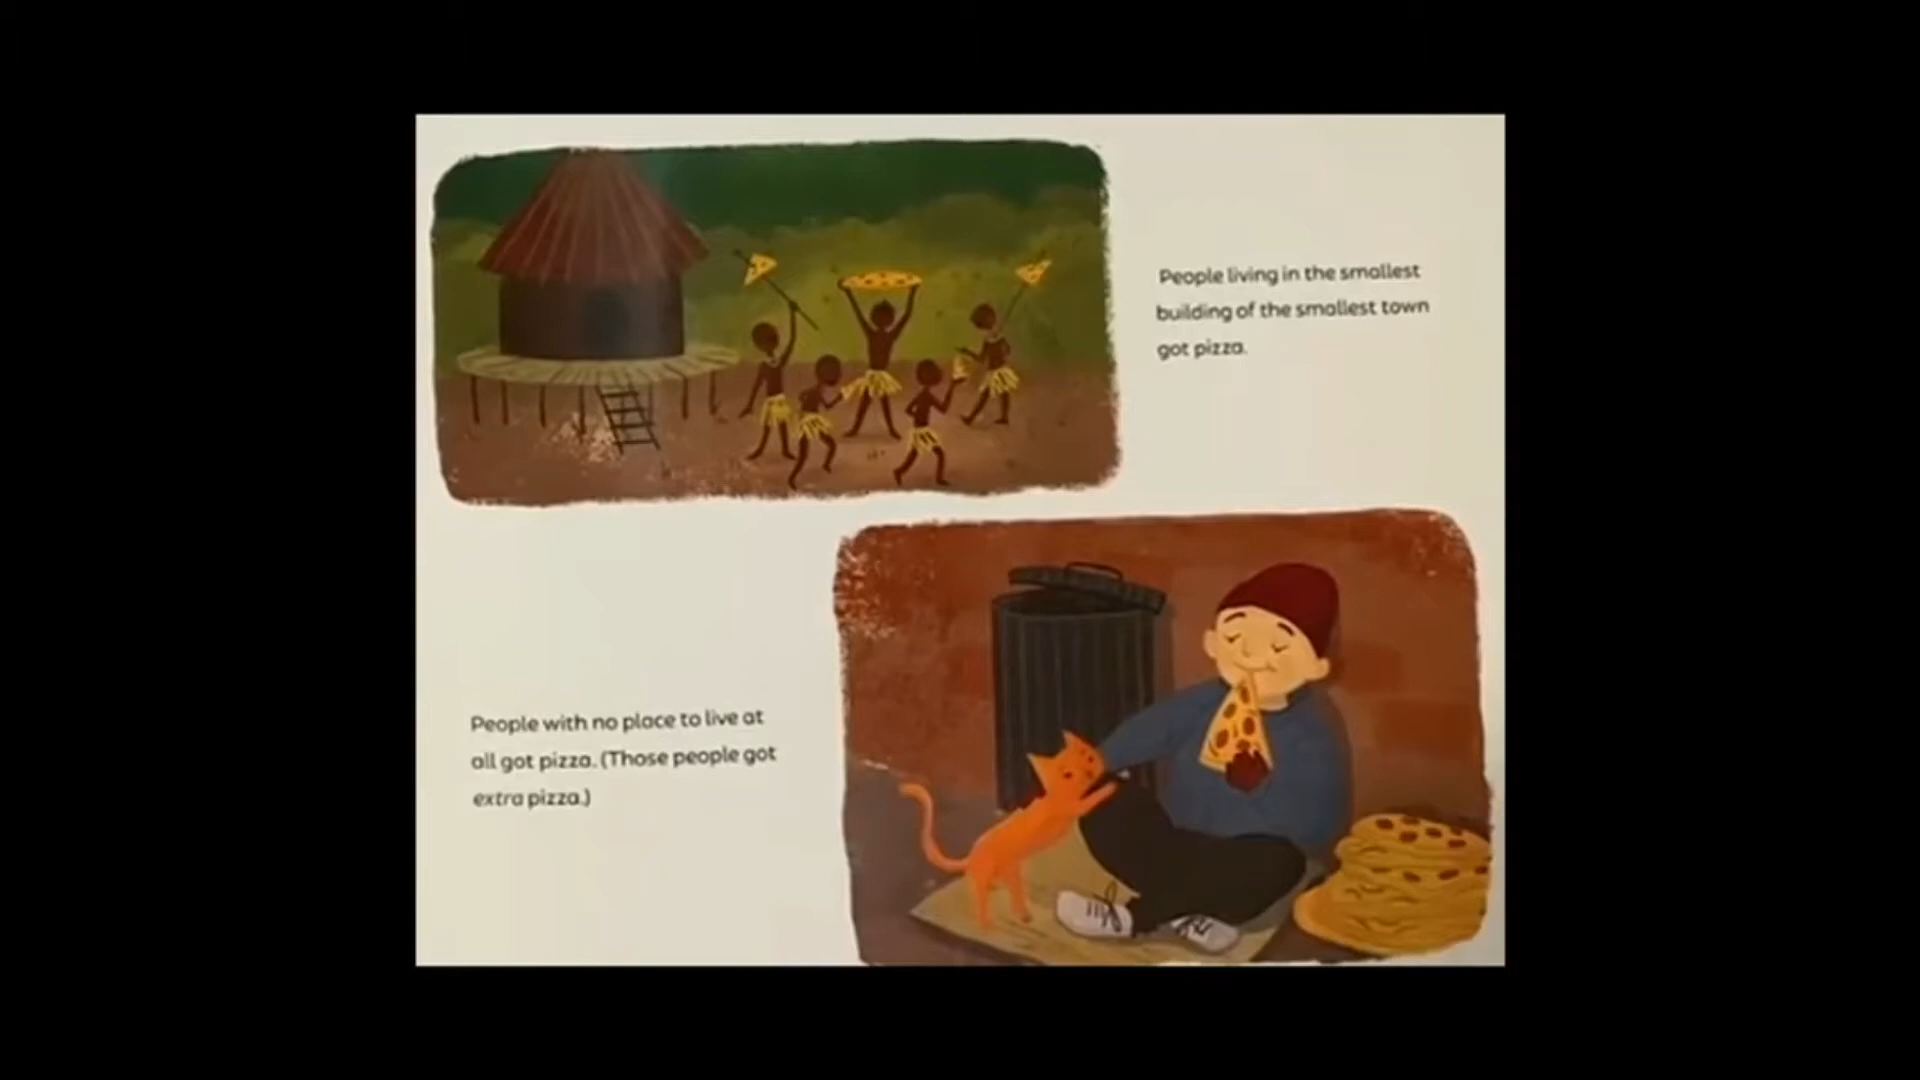 People living in the smallest
building of the smallest town
got pizza.
People with no place to live at
all got pizza. (Those people got
extra pizza.)